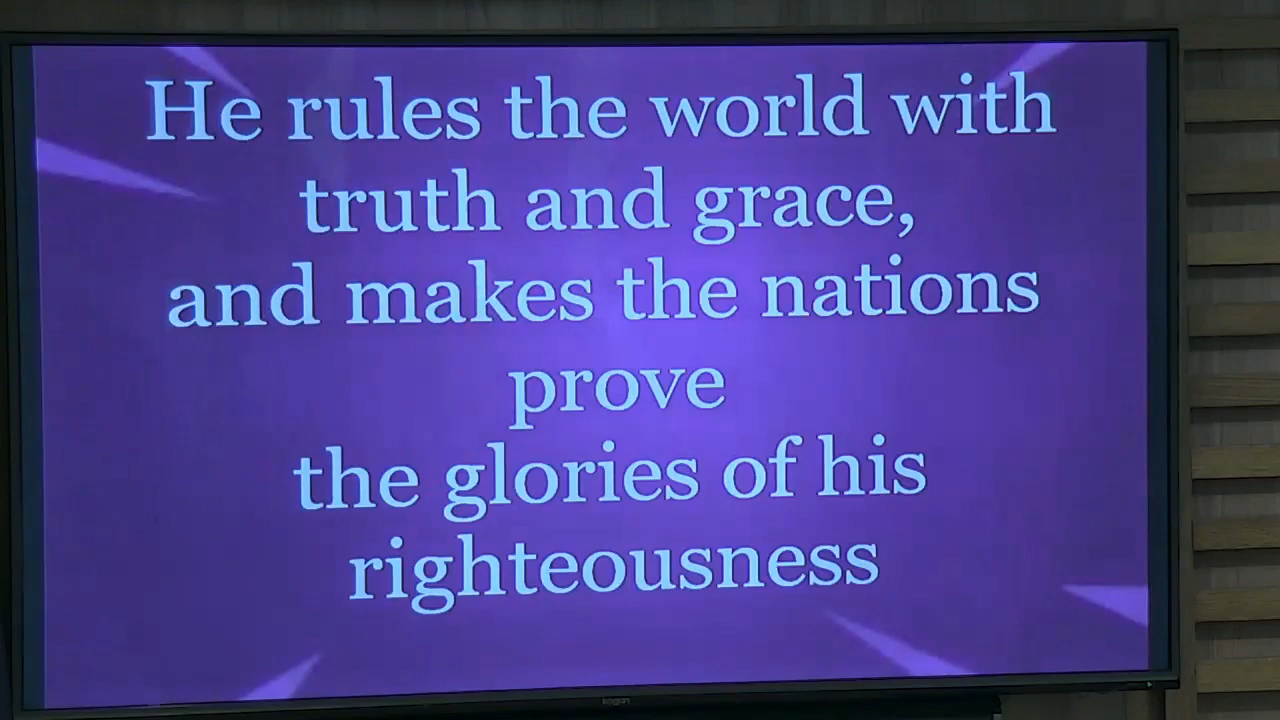 He rules the world with
truth and grace,
and makes the nations
prove
the glories of his
righteousness